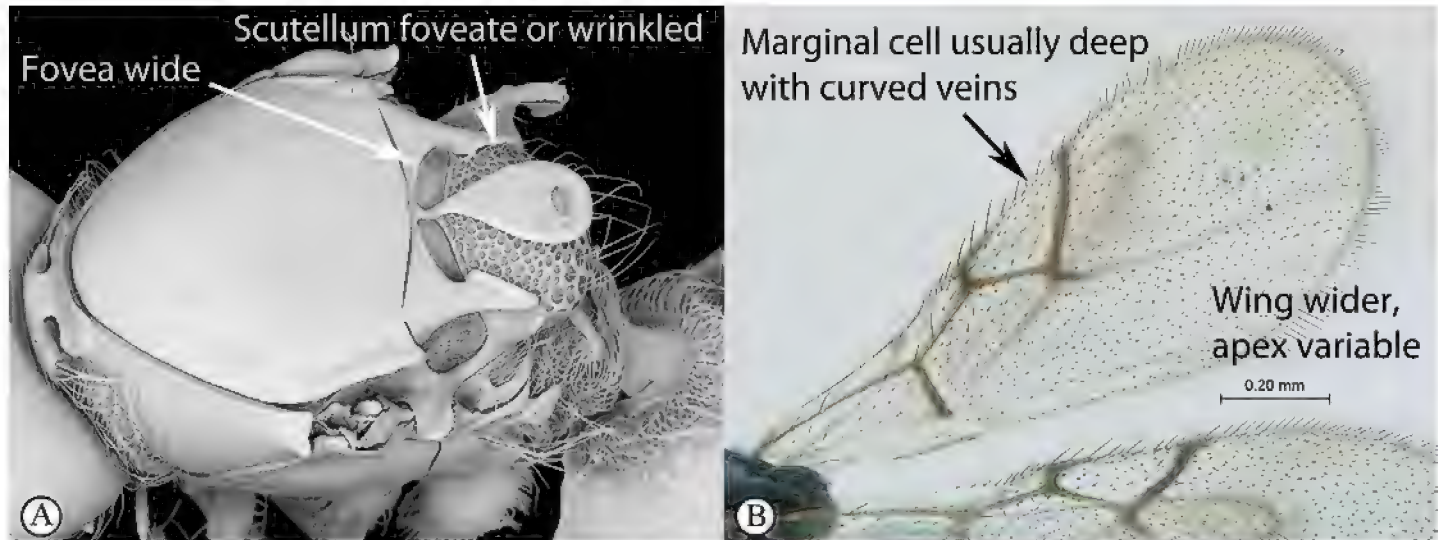 Scutellum foveate or wrinkled
Fovea wide
A
Marginal cell usually deep
with curved veins
Wing wider,
apex variable
0.20 mm
B